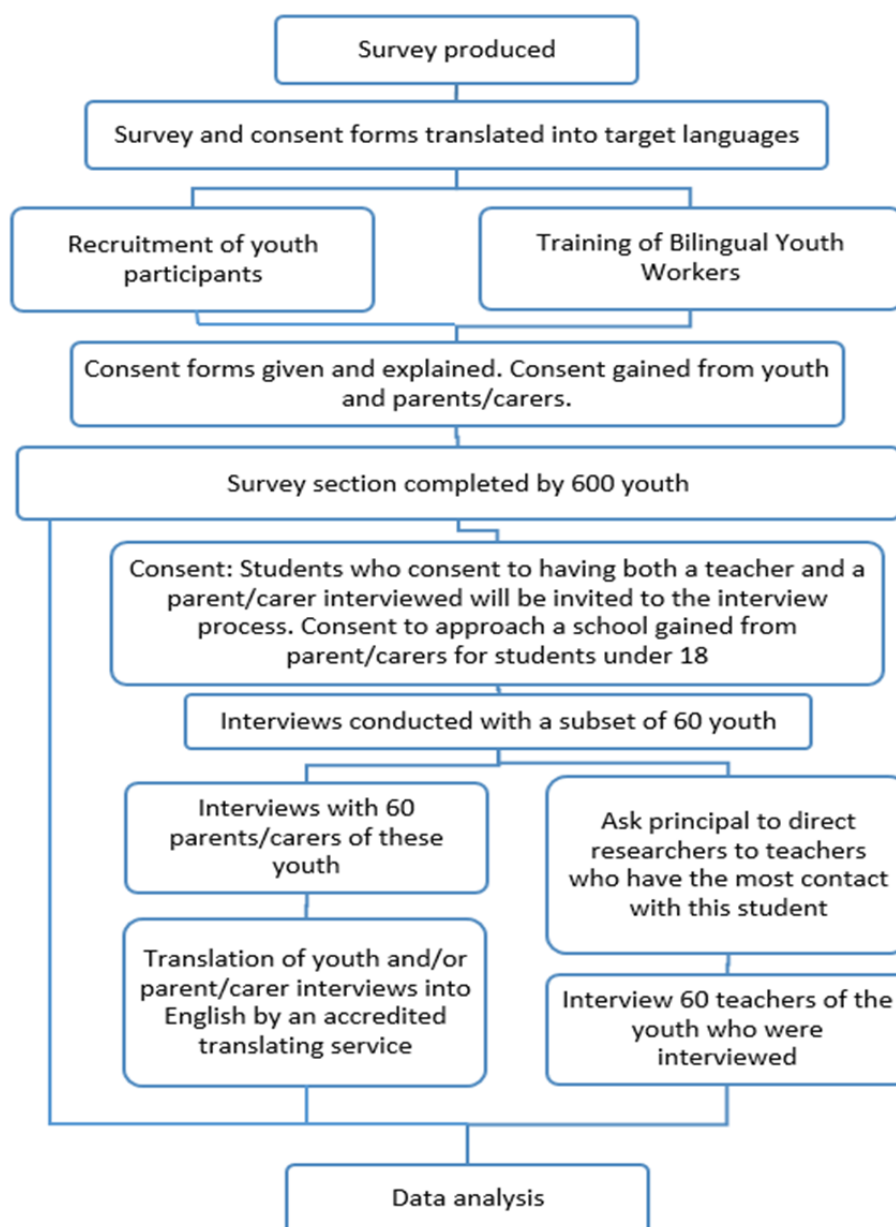 Survey produced
Survey and consent forms translated into target languages
Recruitment of youth
participants
Training of Bilingual Youth
Workers
Consent forms given and explained. Consent gained from youth
and parents/carers.
Survey section completed by 600 youth
Consent: Students who consent to having both a teacher and a
parent/carer interviewed will be invited to the interview
process. Consent to approach a school gained from
parent/carers for students under 18
Interviews conducted with a subset of 60 youth
Interviews with 60
parents/carers of these
youth
Ask principal to direct
researchers to teachers
who have the most contact
with this student
Translation of youth and/or
parent/carer interviews into
English by an accredited
translating service
Interview 60 teachers of the
youth who were
interviewed
Data analysis